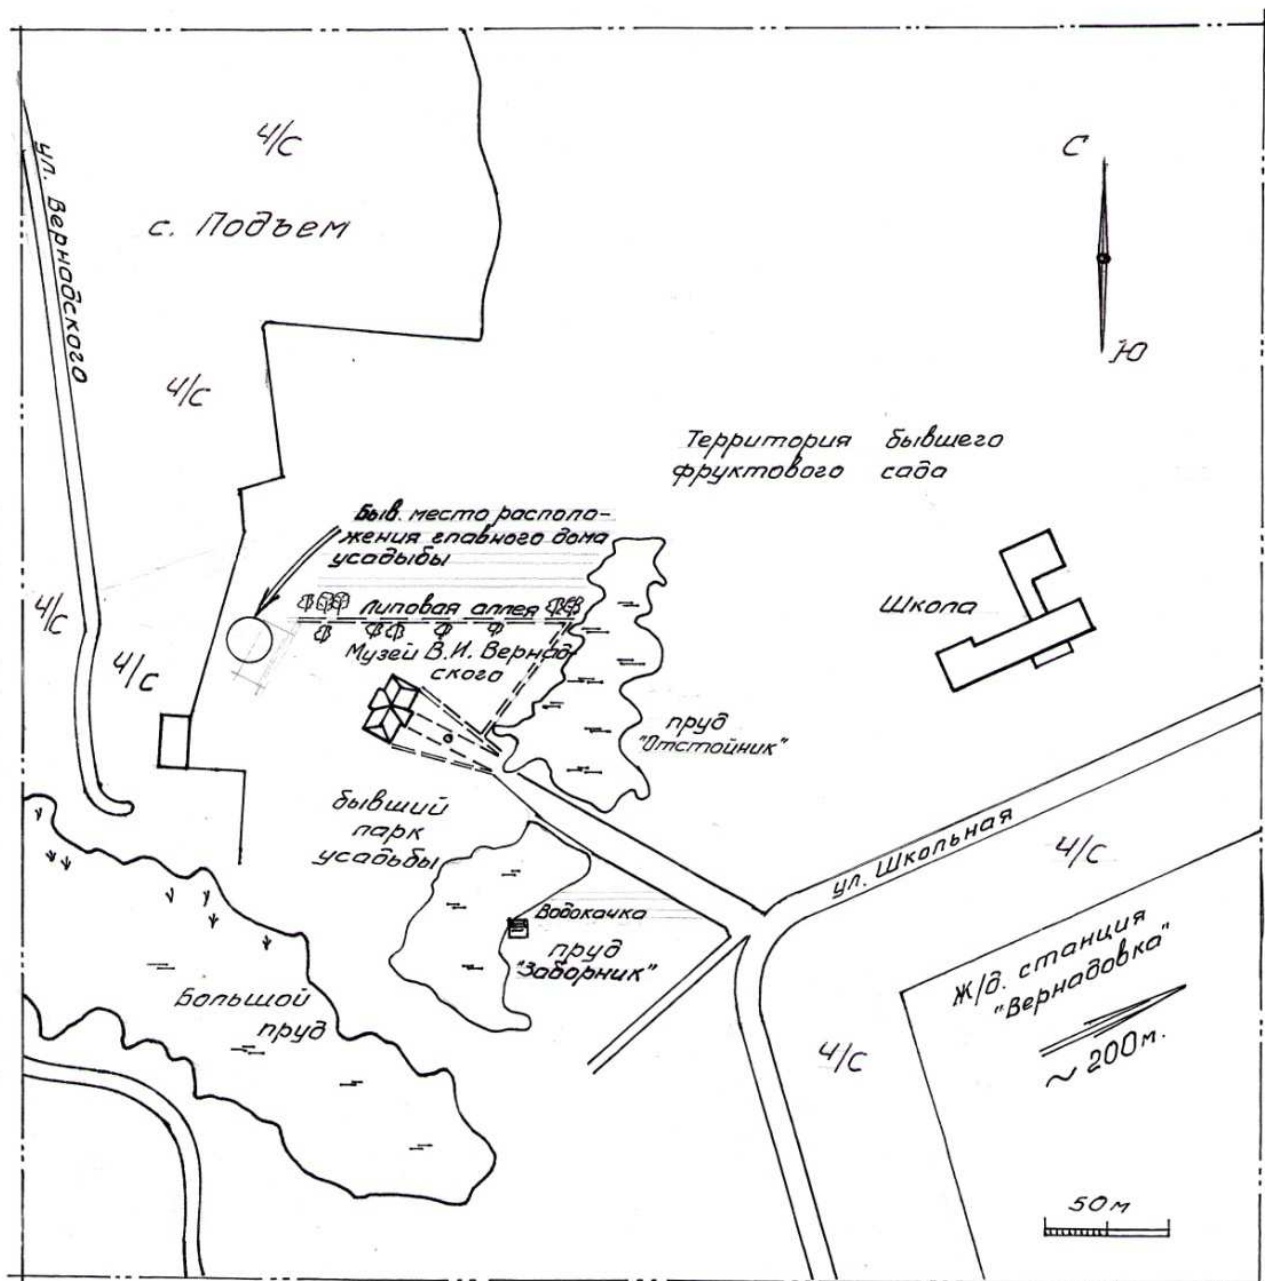 Ч/С
с. Подъем
ул. Вернадского
С
Ю
Ч/С
Территория бывшего
фруктового сада
Быв. место располо-
жения главного дома
усадьбы
Ч/С
Липовая аллея
Школа
Ч/С
Музей В.И. Вернад-
ского
пруд
"Отстойник"
бывший
парк
усадьбы
ул. Школьная
Ч/С
Водокачка
пруд
"Заборник"
Ж/д. станция
"Вернадовка"
~ 200м.
Большой
пруд
Ч/С
50 м